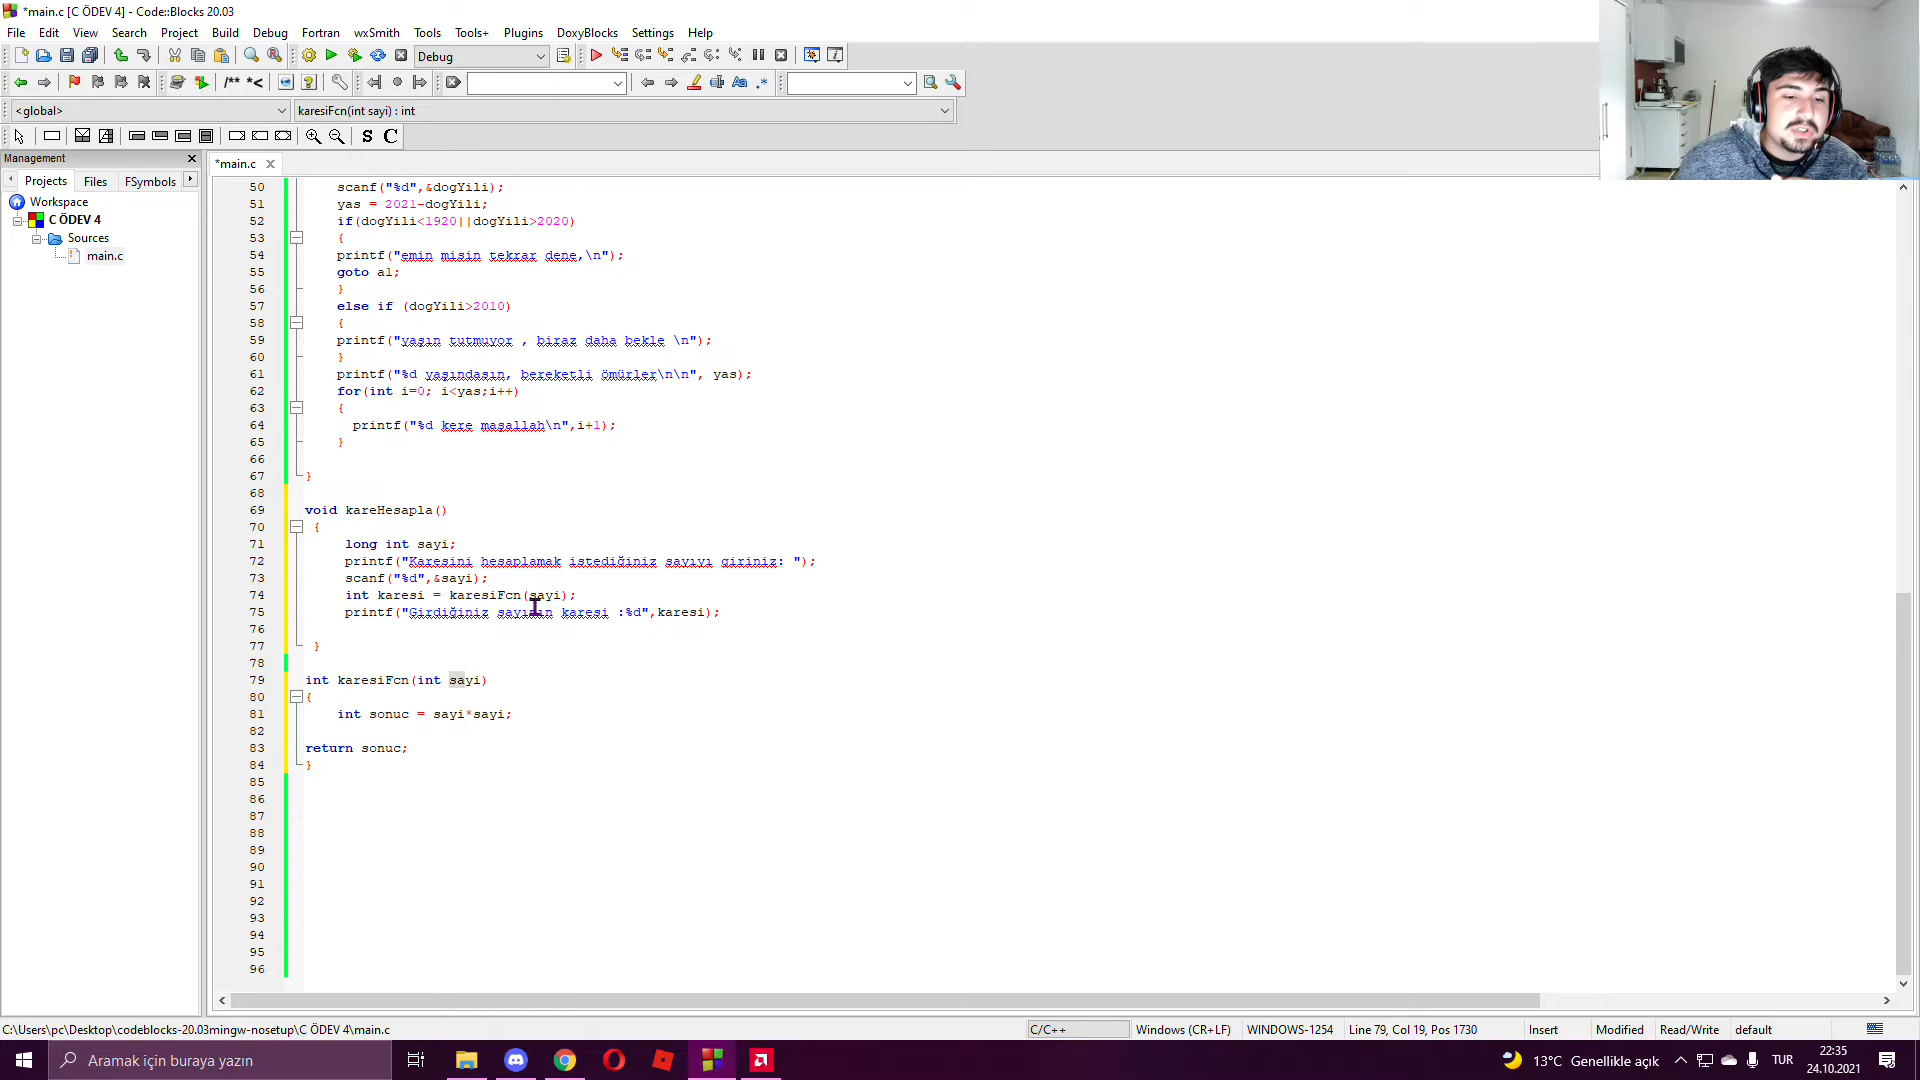 *main.c [C ÖDEV 4] - Code::Blocks 20.03
File Edit View Search Project Build Debug Fortran wxSmith Tools Tools+ Plugins DoxyBlocks Settings Help
Debug
/** *<
<global> karesiFcn(int sayi) : int
S C
Management
*main.c
Projects Files FSymbols
Workspace
C ÖDEV 4
Sources
main.c
50 scanf("%d",&dogYili);
51 yas = 2021-dogYili;
52 if(dogYili<1920||dogYili>2020)
53 {
54 printf("emin misin tekrar dene,\n");
55 goto a1;
56 }
57 else if (dogYili>2010)
58 {
59 printf("yaşın tutmuyor , biraz daha bekle \n");
60 }
61 printf("%d yaşındasın, bereketli ömürler\n\n", yas);
62 for(int i=0; i<yas;i++)
63 {
64 printf("%d kere maşallah\n",i+1);
65 }
66
67 }
68
69 void kareHesapla()
70 {
71 long int sayi;
72 printf("Karesini hesaplamak istediğiniz sayıyı giriniz: ");
73 scanf("%d",&sayi);
74 int karesi = karesiFcn(sayi);
75 printf("Girdiğiniz sayının karesi :%d",karesi);
76
77 }
78
79 int karesiFcn(int sayi)
80 {
81 int sonuc = sayi*sayi;
82
83 return sonuc;
84 }
85
86
87
88
89
90
91
92
93
94
95
96
C:\Users\pc\Desktop\codeblocks-20.03mingw-nosetup\C ÖDEV 4\main.c C/C++ Windows (CR+LF) WINDOWS-1254 Line 79, Col 19, Pos 1730 Insert Modified Read/Write default
Aramak için buraya yazın
13°C Genellikle açık TUR 22:35
24.10.2021